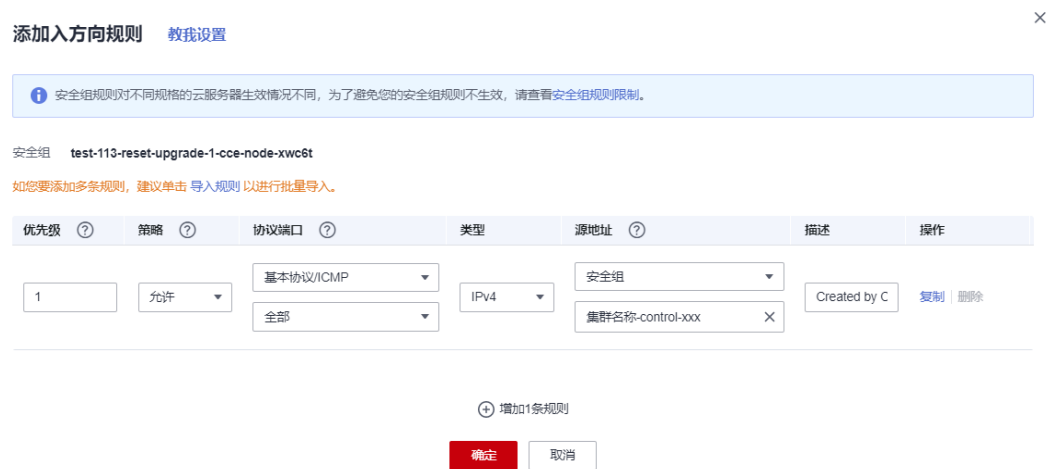 添加入方向规则 教我设置
安全组规则对不同规格的云服务器生效情况不同，为了避免您的安全组规则不生效，请查看安全组规则限制。
安全组 test-113-reset-upgrade-1-cce-node-xwc6t
如您要添加多条规则，建议单击 导入规则 以进行批量导入。
优先级 策略 协议端口 类型 源地址 描述 操作
基本协议/ICMP 安全组
1 允许 IPv4 Created by C 复制 删除
全部 集群名称-control-xxx
增加1条规则
确定 取消